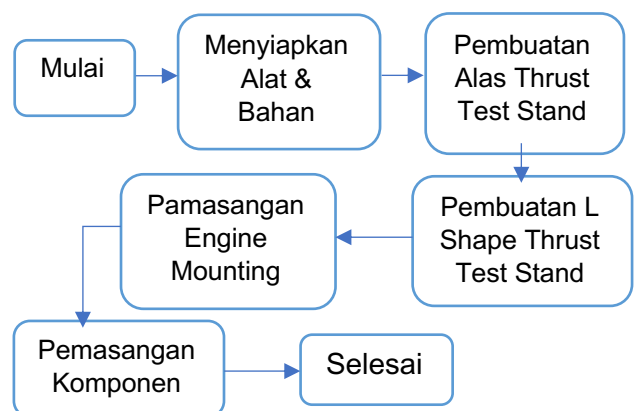 Mulai
Menyiapkan
Alat &
Bahan
Pembuatan
Alas Thrust
Test Stand
Pembuatan L
Shape Thrust
Test Stand
Pamasangan
Engine
Mounting
Pemasangan
Komponen
Selesai